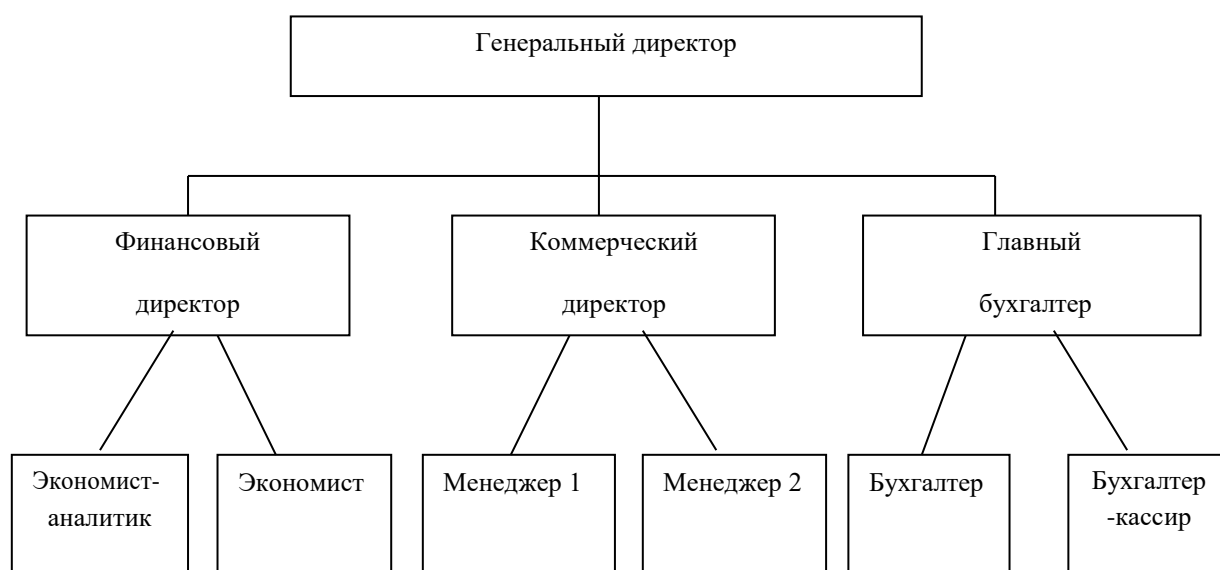 Генеральный директор
Финансовый
директор
Коммерческий
директор
Главный
бухгалтер
Экономист-
аналитик
Экономист
Менеджер 1
Менеджер 2
Бухгалтер
Бухгалтер
-кассир